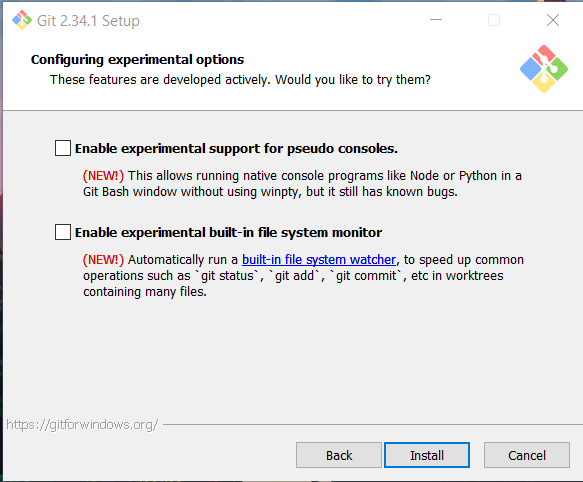 Git 2.34.1 Setup
Configuring experimental options
These features are developed actively. Would you like to try them?
Enable experimental support for pseudo consoles.
(NEW!) This allows running native console programs like Node or Python in a
Git Bash window without using winpty, but it still has known bugs.
Enable experimental built-in file system monitor
(NEW!) Automatically run a built-in file system watcher, to speed up common
operations such as `git status`, `git add`, `git commit`, etc in worktrees
containing many files.
https://gitforwindows.org/
Back
Install
Cancel